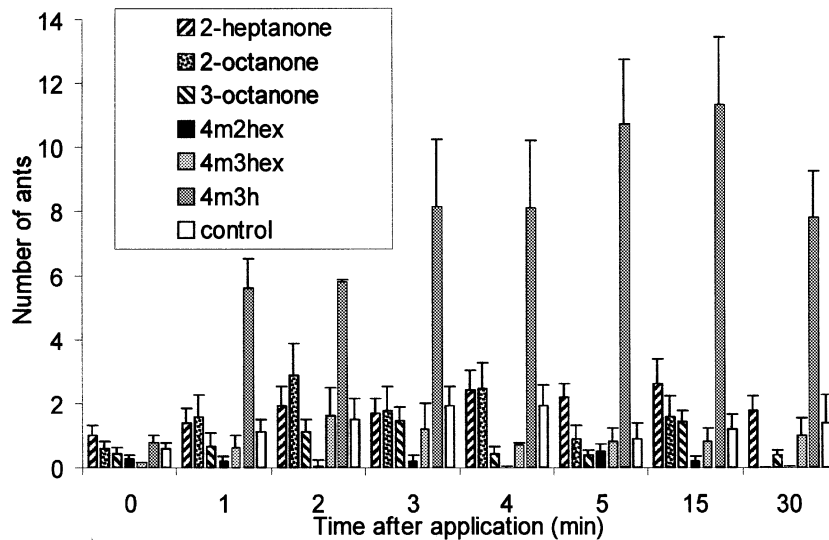 14
12
10
8
6
4
2
0
Number of ants
2-heptanone
2-octanone
3-octanone
4m2hex
4m3hex
4m3h
control
0 1 2 3 4 5 15 30
Time after application (min)